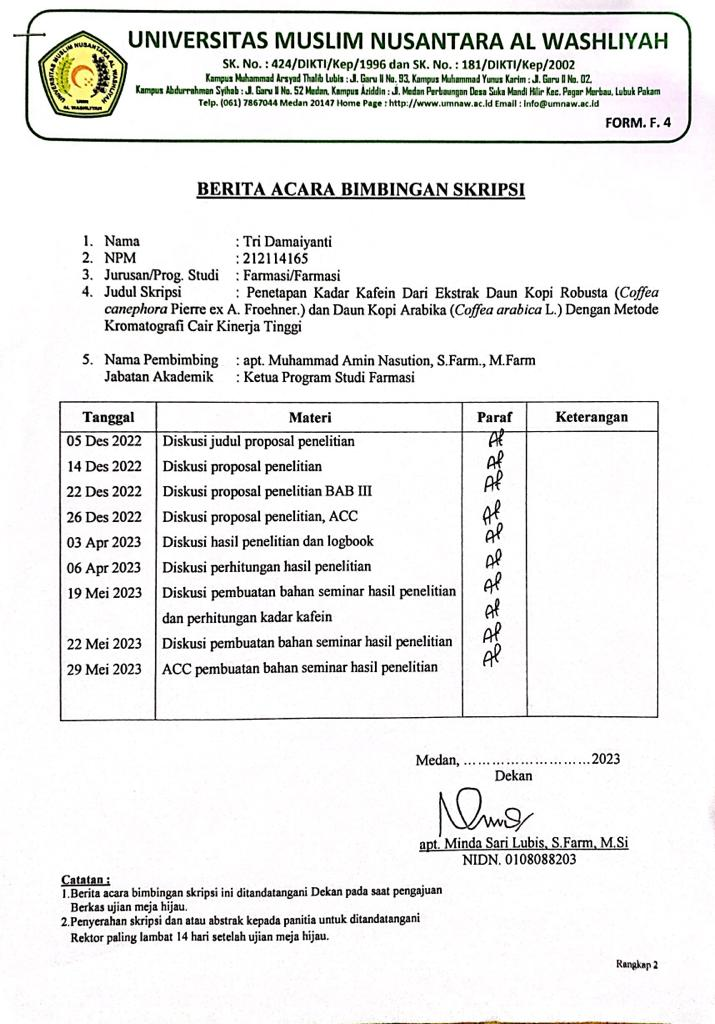 UNIVERSITAS MUSLIM NUSANTARA AL WASHLIYAH
SK. No. : 424/DIKTI/Kep/1996 dan SK. No. : 181/DIKTI/Kep/2002
Kampus Muhammad Arsyad Thalib Lubis : Jl. Garu II No. 93, Kampus Muhammad Yunus Karim : Jl. Garu II No. 02,
Kampus Abdurrahman Syihab : Jl. Garu II No. 52 Medan, Kampus Aziddin : Jl. Medan Perbaungan Desa Suka Mandi Hilir Kec. Pagar Merbau, Lubuk Pakam
Telp. (061) 7867044 Medan 20147 Home Page : http://www.umnaw.ac.id Email : info@umnaw.ac.id
UNIVERSITAS MUSLIM NUSANTARA
UMN
AL WASHLIYAH
FORM. F. 4
BERITA ACARA BIMBINGAN SKRIPSI
1. Nama : Tri Damaiyanti
2. NPM : 212114165
3. Jurusan/Prog. Studi : Farmasi/Farmasi
4. Judul Skripsi : Penetapan Kadar Kafein Dari Ekstrak Daun Kopi Robusta (Coffea
canephora Pierre ex A. Froehner.) dan Daun Kopi Arabika (Coffea arabica L.) Dengan Metode
Kromatografi Cair Kinerja Tinggi
5. Nama Pembimbing : apt. Muhammad Amin Nasution, S.Farm., M.Farm
Jabatan Akademik : Ketua Program Studi Farmasi
Tanggal Materi Paraf Keterangan
05 Des 2022 Diskusi judul proposal penelitian
14 Des 2022 Diskusi proposal penelitian
22 Des 2022 Diskusi proposal penelitian BAB III
26 Des 2022 Diskusi proposal penelitian, ACC
03 Apr 2023 Diskusi hasil penelitian dan logbook
06 Apr 2023 Diskusi perhitungan hasil penelitian
19 Mei 2023 Diskusi pembuatan bahan seminar hasil penelitian
dan perhitungan kadar kafein
22 Mei 2023 Diskusi pembuatan bahan seminar hasil penelitian
29 Mei 2023 ACC pembuatan bahan seminar hasil penelitian
Medan, ...........................2023
Dekan
apt. Minda Sari Lubis, S.Farm, M.Si
NIDN. 0108088203
Catatan :
1.Berita acara bimbingan skripsi ini ditandatangani Dekan pada saat pengajuan
Berkas ujian meja hijau.
2.Penyerahan skripsi dan atau abstrak kepada panitia untuk ditandatangani
Rektor paling lambat 14 hari setelah ujian meja hijau.
Rangkap 2